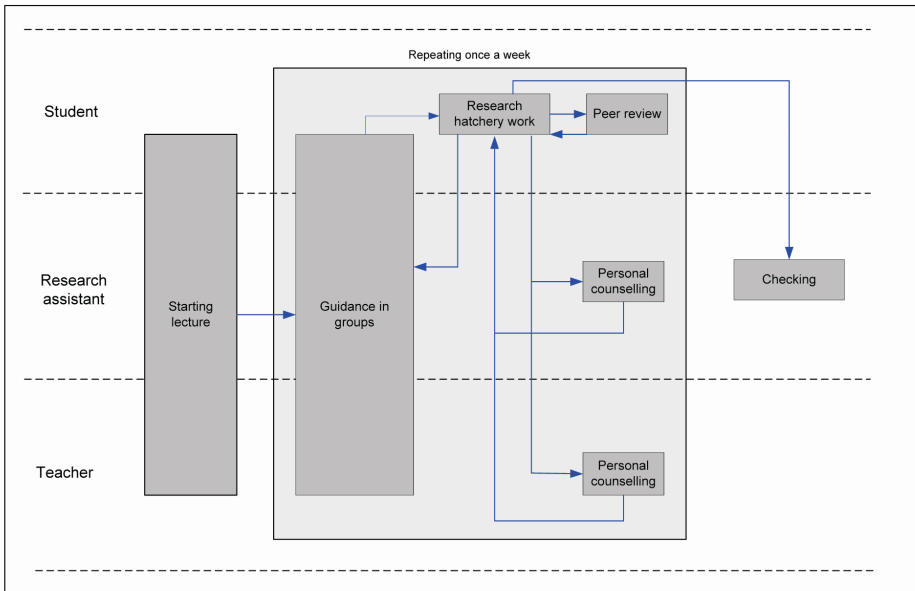 Repeating once a week
Student
Research
hatchery work
Peer review
Research
assistant
Starting
lecture
Guidance in
groups
Personal
counselling
Checking
Teacher
Personal
counselling